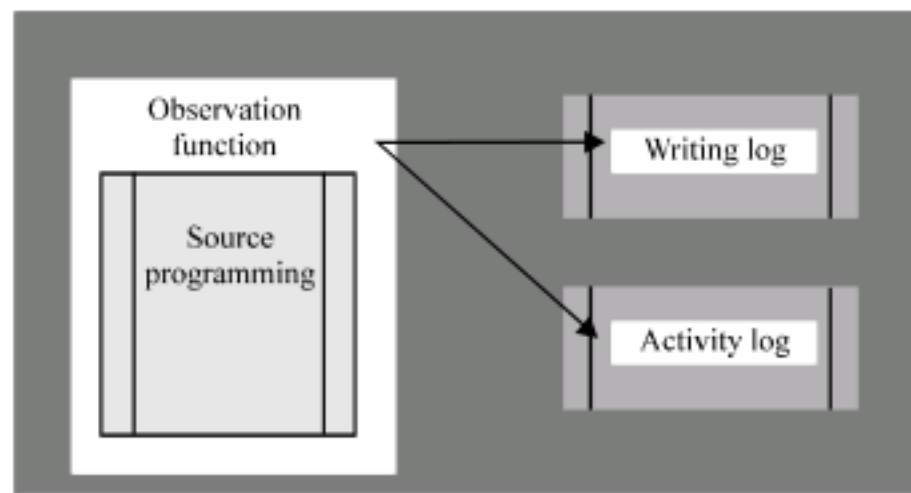 Observation
function
Source
programming
Writing log
Activity log